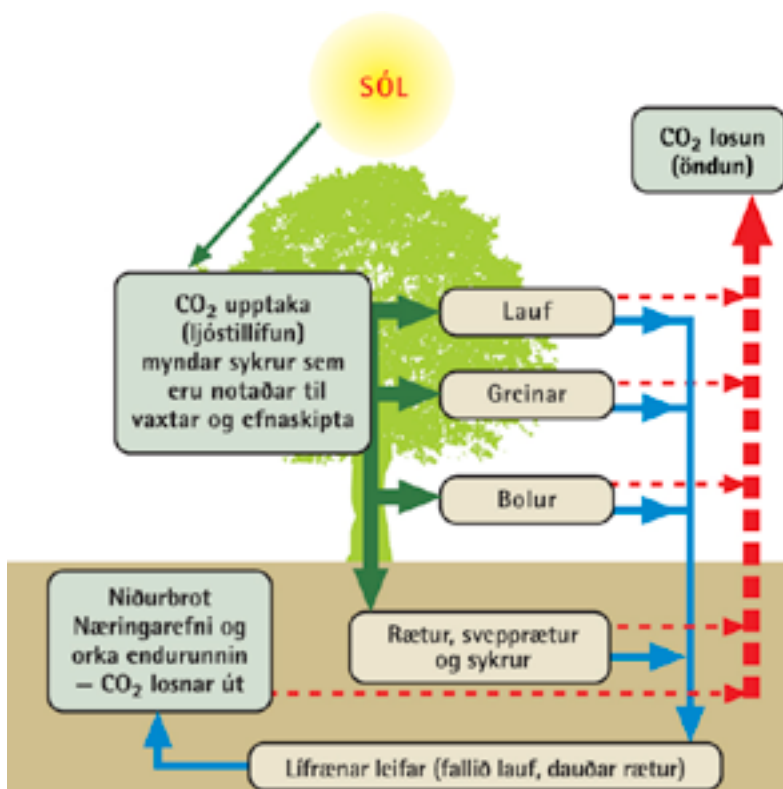 SÓL
CO₂ losun
(öndun)
CO₂ upptaka
(ljóstillífun)
myndar sykrur sem
eru notaðar til
vaxtar og efnaskipta
Lauf
Greinar
Bolur
Niðurbrot
Næringarefni og
orka endurunnin
– CO₂ losnar út
Rætur, svepprætur
og sykrur
Lífrænar leifar (fallið lauf, dauðar rætur)